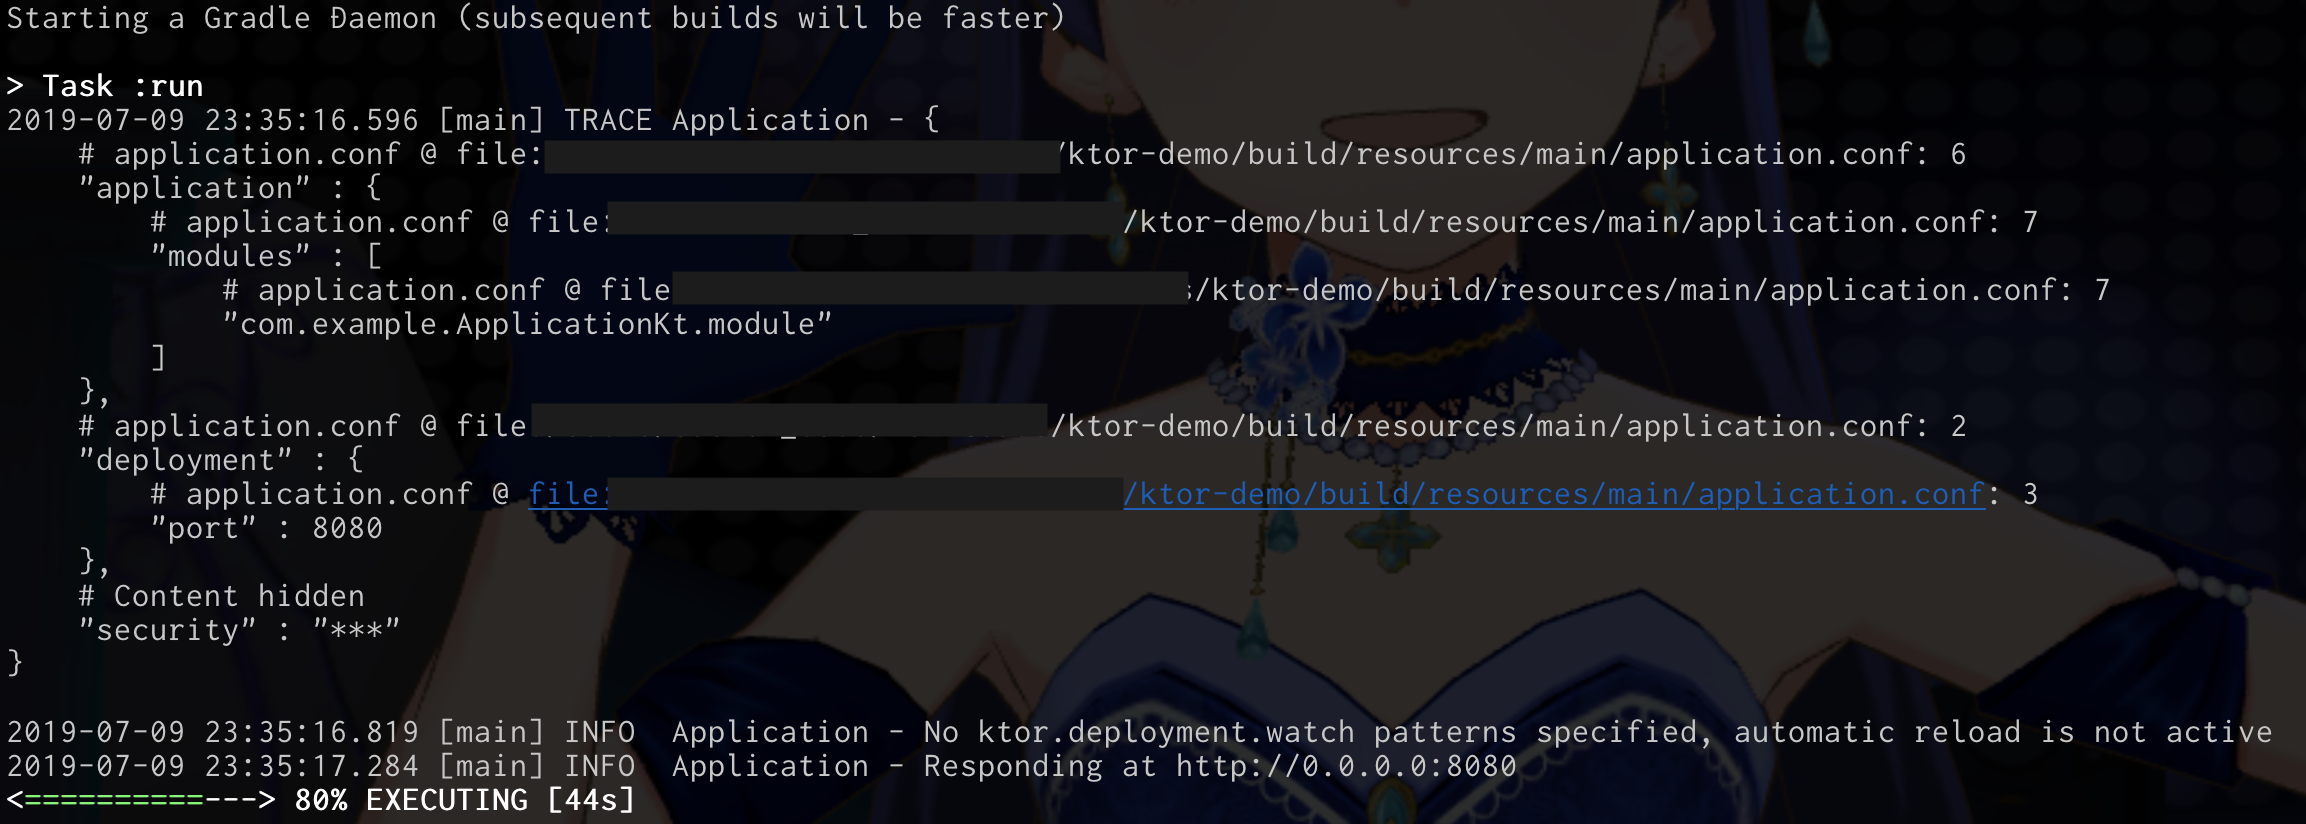 Starting a Gradle Daemon (subsequent builds will be faster)
> Task :run
2019-07-09 23:35:16.596 [main] TRACE Application - {
# application.conf @ file: /ktor-demo/build/resources/main/application.conf: 6
"application" : {
# application.conf @ file: /ktor-demo/build/resources/main/application.conf: 7
"modules" : [
# application.conf @ file /ktor-demo/build/resources/main/application.conf: 7
"com.example.ApplicationKt.module"
]
},
# application.conf @ file /ktor-demo/build/resources/main/application.conf: 2
"deployment" : {
# application.conf @ file: /ktor-demo/build/resources/main/application.conf: 3
"port" : 8080
},
# Content hidden
"security" : "***"
}
2019-07-09 23:35:16.819 [main] INFO  Application - No ktor.deployment.watch patterns specified, automatic reload is not active
2019-07-09 23:35:17.284 [main] INFO  Application - Responding at http://0.0.0.0:8080
<==========---> 80% EXECUTING [44s]